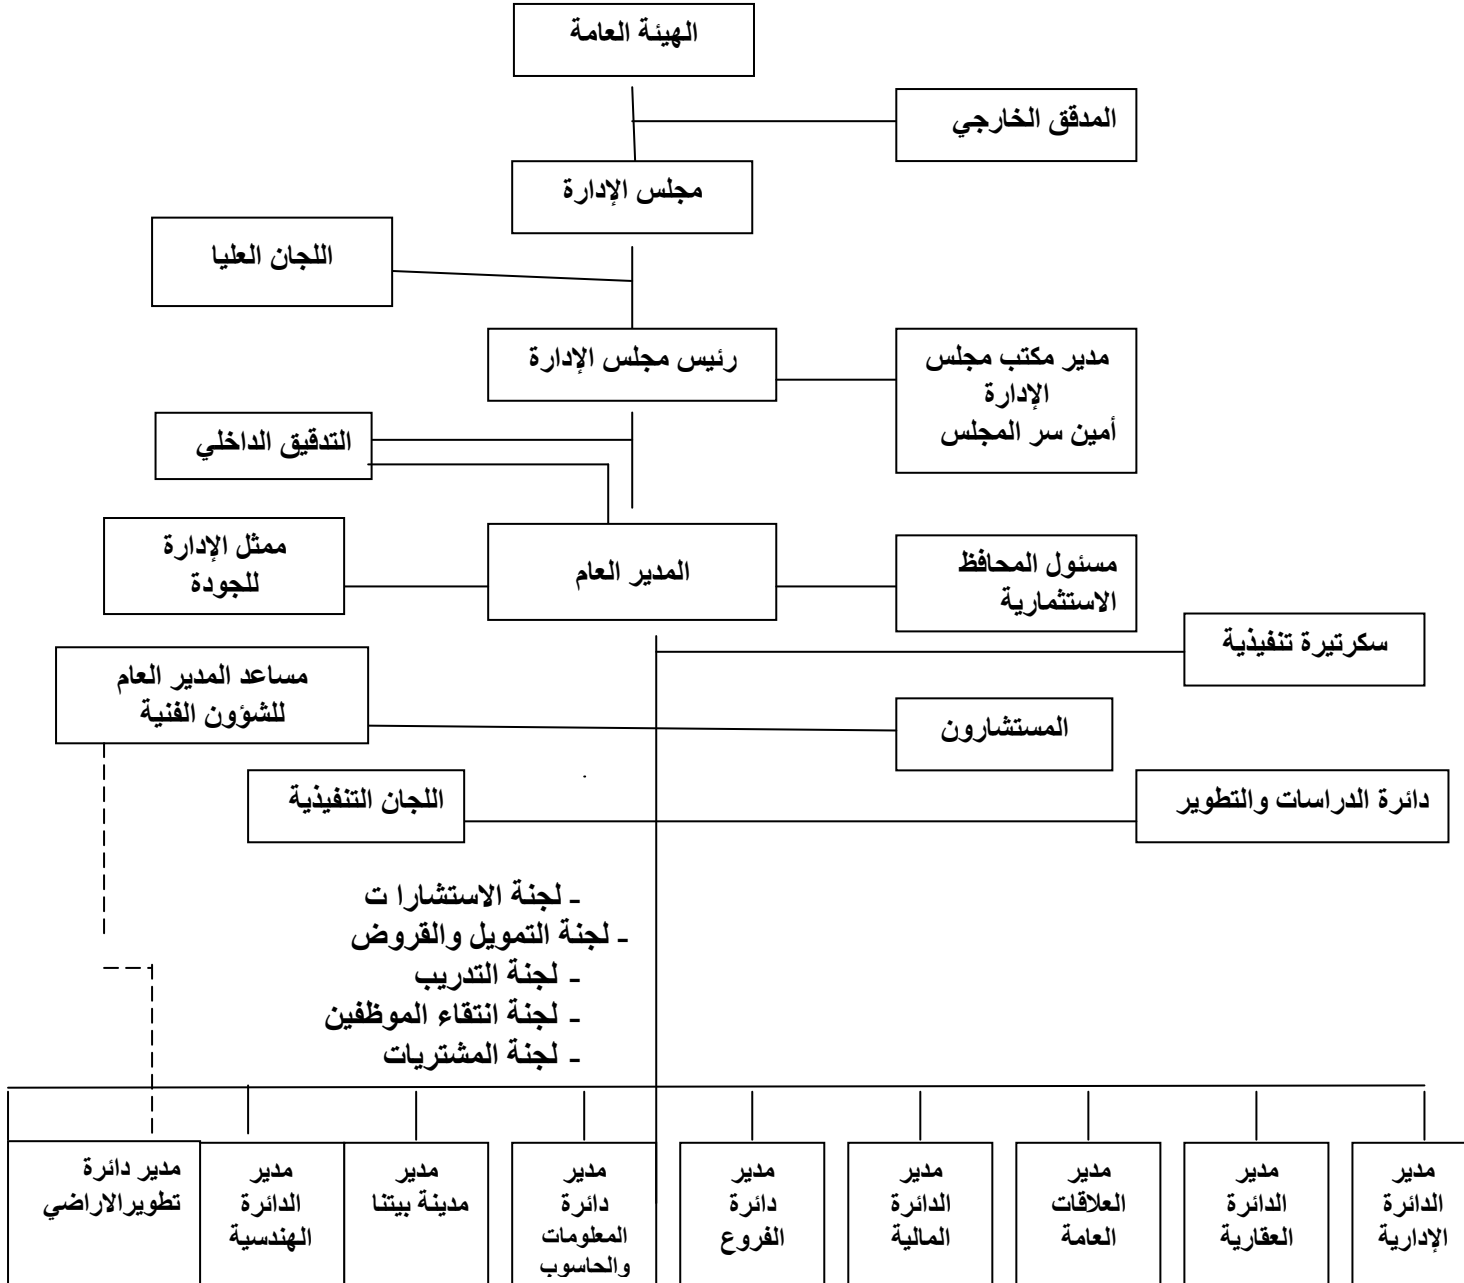 الهيئة العامة
المدقق الخارجي
مجلس الإدارة
اللجان العليا
رئيس مجلس الإدارة
مدير مكتب مجلس
الإدارة
أمين سر المجلس
التدقيق الداخلي
ممثل الإدارة
للجودة
المدير العام
مسئول المحافظ
الاستثمارية
سكرتيرة تنفيذية
مساعد المدير العام
للشؤون الفنية
المستشارون
دائرة الدراسات والتطوير
اللجان التنفيذية
- لجنة الاستشارا ت
- لجنة التمويل والقروض
- لجنة التدريب
- لجنة انتقاء الموظفين
- لجنة المشتريات
مدير
الدائرة
الإدارية
مدير
الدائرة
العقارية
مدير
العلاقات
العامة
مدير
الدائرة
المالية
مدير
دائرة
الفروع
مدير
دائرة
المعلومات
والحاسوب
مدير
مدينة بيتنا
مدير
الدائرة
الهندسية
مدير دائرة
تطويرالاراضي